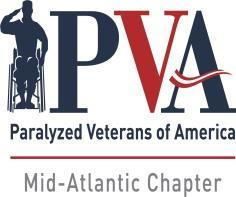 PVA
Paralyzed Veterans of America
Mid-Atlantic Chapter